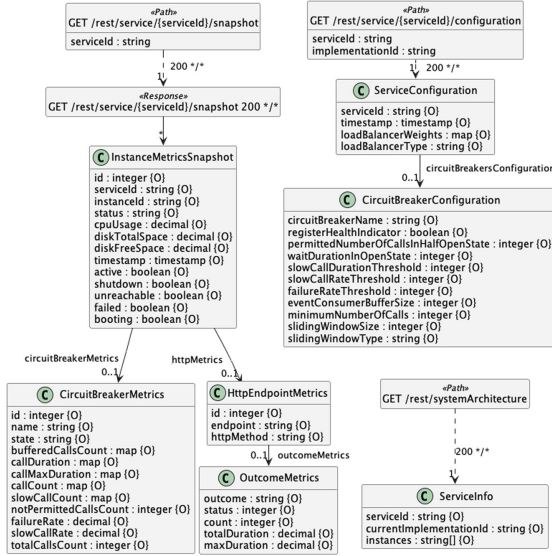 «Path»
GET /rest/service/{serviceId}/snapshot
serviceId : string
200 */*
1
«Response»
GET /rest/service/{serviceId}/snapshot 200 */*
*
C InstanceMetricsSnapshot
id : integer {O}
serviceId : string {O}
instanceId : string {O}
status : string {O}
cpuUsage : decimal {O}
diskTotalSpace : decimal {O}
diskFreeSpace : decimal {O}
timestamp : timestamp {O}
active : boolean {O}
shutdown : boolean {O}
unreachable : boolean {O}
failed : boolean {O}
booting : boolean {O}
circuitBreakerMetrics
0..1
httpMetrics
0..1
C CircuitBreakerMetrics
id : integer {O}
name : string {O}
state : string {O}
bufferedCallsCount : map {O}
callDuration : map {O}
callMaxDuration : map {O}
callCount : map {O}
slowCallCount : map {O}
notPermittedCallsCount : integer {O}
failureRate : decimal {O}
slowCallRate : decimal {O}
totalCallsCount : integer {O}
C HttpEndpointMetrics
id : integer {O}
endpoint : string {O}
httpMethod : string {O}
0..1 outcomeMetrics
C OutcomeMetrics
outcome : string {O}
status : integer {O}
count : integer {O}
totalDuration : decimal {O}
maxDuration : decimal {O}
«Path»
GET /rest/service/{serviceId}/configuration
serviceId : string
implementationId : string
1 200 */*
C ServiceConfiguration
serviceId : string {O}
timestamp : timestamp {O}
loadBalancerWeights : map {O}
loadBalancerType : string {O}
circuitBreakersConfiguration
0..1
C CircuitBreakerConfiguration
circuitBreakerName : string {O}
registerHealthIndicator : boolean {O}
permittedNumberOfCallsInHalfOpenState : integer {O}
waitDurationInOpenState : integer {O}
slowCallDurationThreshold : integer {O}
slowCallRateThreshold : integer {O}
failureRateThreshold : integer {O}
eventConsumerBufferSize : integer {O}
minimumNumberOfCalls : integer {O}
slidingWindowSize : integer {O}
slidingWindowType : string {O}
«Path»
GET /rest/systemArchitecture
200 */*
1
C ServiceInfo
serviceId : string {O}
currentImplementationId : string {O}
instances : string[] {O}